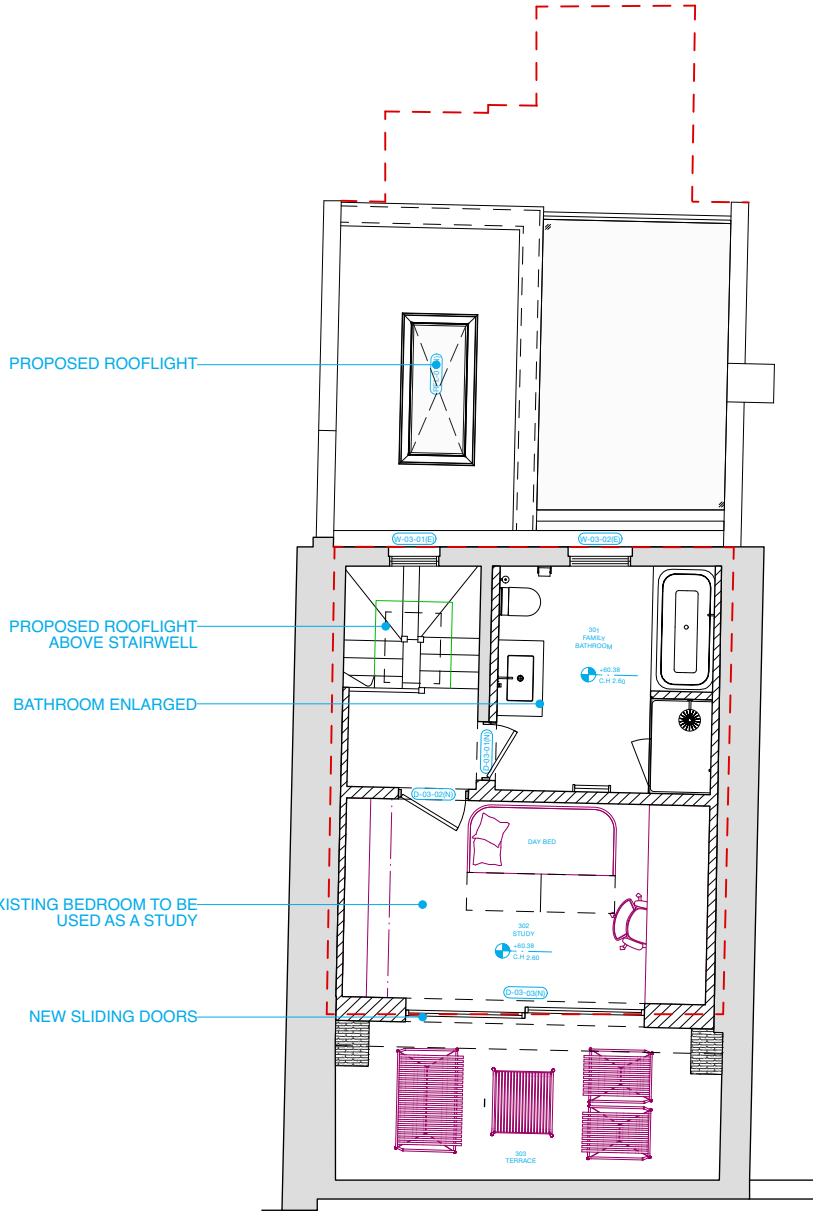 PROPOSED ROOFLIGHT
W-03-01(E)
W-03-02(E)
PROPOSED ROOFLIGHT
ABOVE STAIRWELL
301
FAMILY
BATHROOM
+60.38
C.H 2.60
BATHROOM ENLARGED
D-03-01(N)
D-03-02(N)
DAY BED
XISTING BEDROOM TO BE
USED AS A STUDY
302
STUDY
+60.38
C.H 2.60
D-03-03(N)
NEW SLIDING DOORS
303
TERRACE